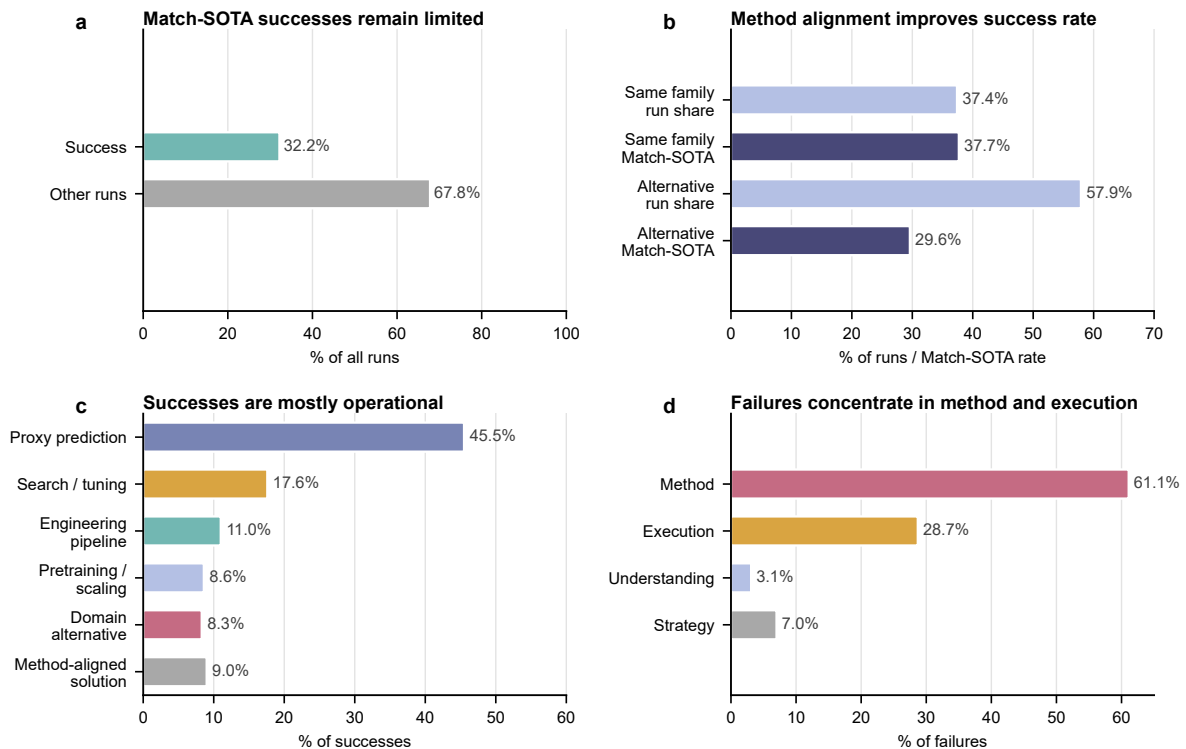 a
Match-SOTA successes remain limited
Success
32.2%
Other runs
67.8%
0 20 40 60 80 100
% of all runs
b
Method alignment improves success rate
Same family
run share
37.4%
Same family
Match-SOTA
37.7%
Alternative
run share
57.9%
Alternative
Match-SOTA
29.6%
0 10 20 30 40 50 60 70
% of runs / Match-SOTA rate
c
Successes are mostly operational
Proxy prediction
45.5%
Search / tuning
17.6%
Engineering
pipeline
11.0%
Pretraining /
scaling
8.6%
Domain
alternative
8.3%
Method-aligned
solution
9.0%
0 10 20 30 40 50 60
% of successes
d
Failures concentrate in method and execution
Method
61.1%
Execution
28.7%
Understanding
3.1%
Strategy
7.0%
0 10 20 30 40 50 60
% of failures